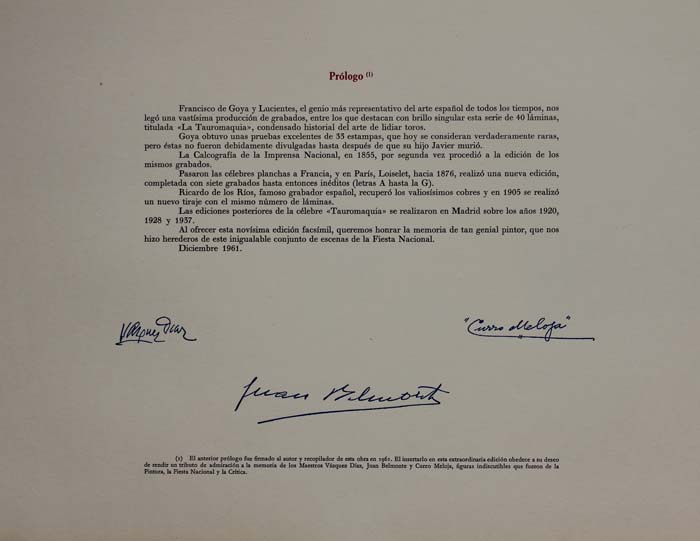 Prólogo (1)
Francisco de Goya y Lucientes, el genio más representativo del arte español de todos los tiempos, nos
legó una vastísima producción de grabados, entre los que destacan con brillo singular esta serie de 40 láminas,
titulada «La Tauromaquia», condensado historial del arte de lidiar toros.
Goya obtuvo unas pruebas excelentes de 33 estampas, que hoy se consideran verdaderamente raras,
pero éstas no fueron debidamente divulgadas hasta después de que su hijo Javier murió.
La Calcografía de la Imprensa Nacional, en 1855, por segunda vez procedió a la edición de los
mismos grabados.
Pasaron las célebres planchas a Francia, y en París, Loiselet, hacia 1876, realizó una nueva edición,
completada con siete grabados hasta entonces inéditos (letras A hasta la G).
Ricardo de los Ríos, famoso grabador español, recuperó los valiosísimos cobres y en 1905 se realizó
un nuevo tiraje con el mismo número de láminas.
Las ediciones posteriores de la célebre «Tauromaquia» se realizaron en Madrid sobre los años 1920,
1928 y 1937.
Al ofrecer esta novísima edición facsímil, queremos honrar la memoria de tan genial pintor, que nos
hizo herederos de este inigualable conjunto de escenas de la Fiesta Nacional.
Diciembre 1961.
Vázquez Díaz
"Curro Meloja"
Juan Belmonte
(1) El anterior prólogo fue firmado al autor y recopilador de esta obra en 1961. El insertarlo en esta extraordinaria edición obedece a su deseo
de rendir un tributo de admiración a la memoria de los Maestros Vázquez Díaz, Juan Belmonte y Curro Meloja, figuras indiscutibles que fueron de la
Pintura, la Fiesta Nacional y la Crítica.